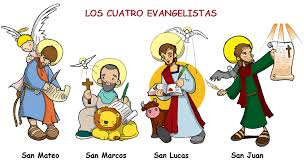 LOS CUATRO EVANGELISTAS
San Mateo
San Marcos
San Lucas
San Juan